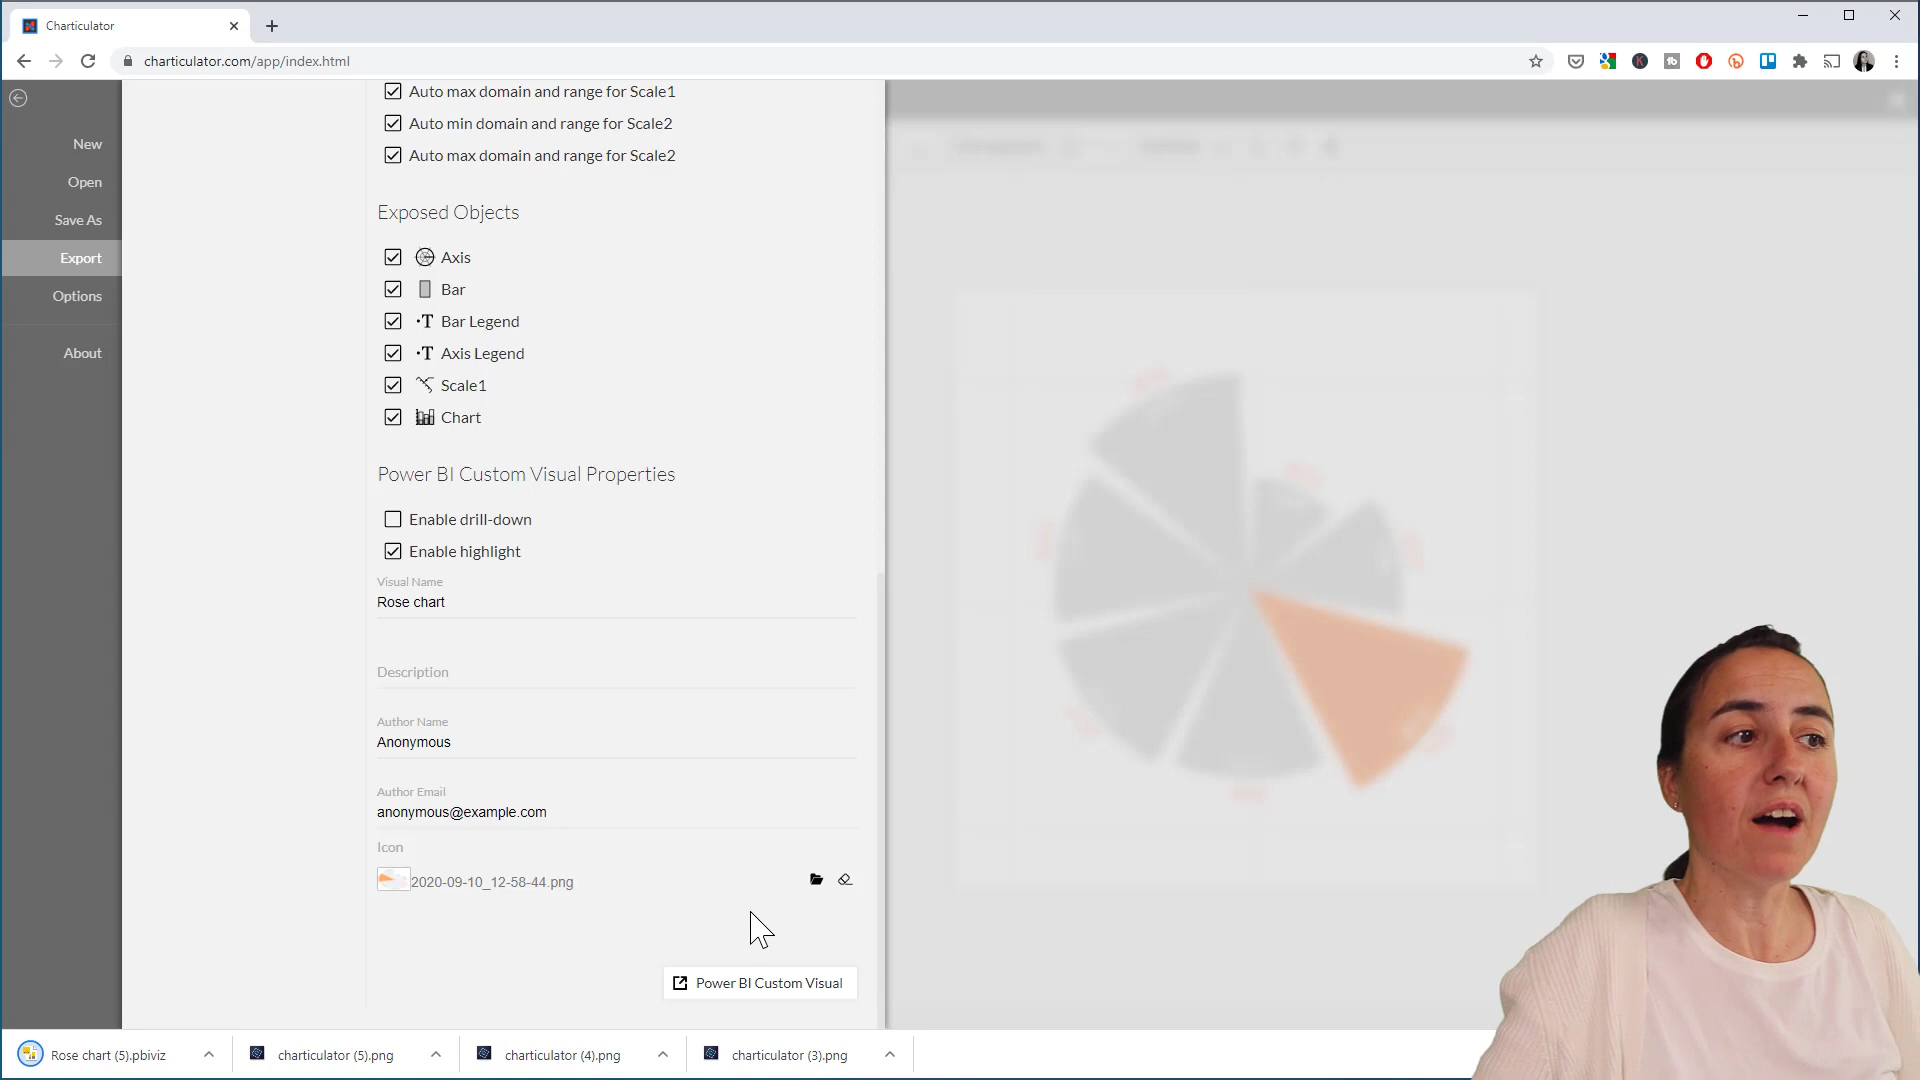 Charticulator
charticulator.com/app/index.html
New
Open
Save As
Export
Options
About
Auto max domain and range for Scale1
Auto min domain and range for Scale2
Auto max domain and range for Scale2
Exposed Objects
Axis
Bar
Bar Legend
Axis Legend
Scale1
Chart
Power BI Custom Visual Properties
Enable drill-down
Enable highlight
Visual Name
Rose chart
Description
Author Name
Anonymous
Author Email
anonymous@example.com
Icon
2020-09-10_12-58-44.png
Power BI Custom Visual
Rose chart (5).pbiviz
charticulator (5).png
charticulator (4).png
charticulator (3).png